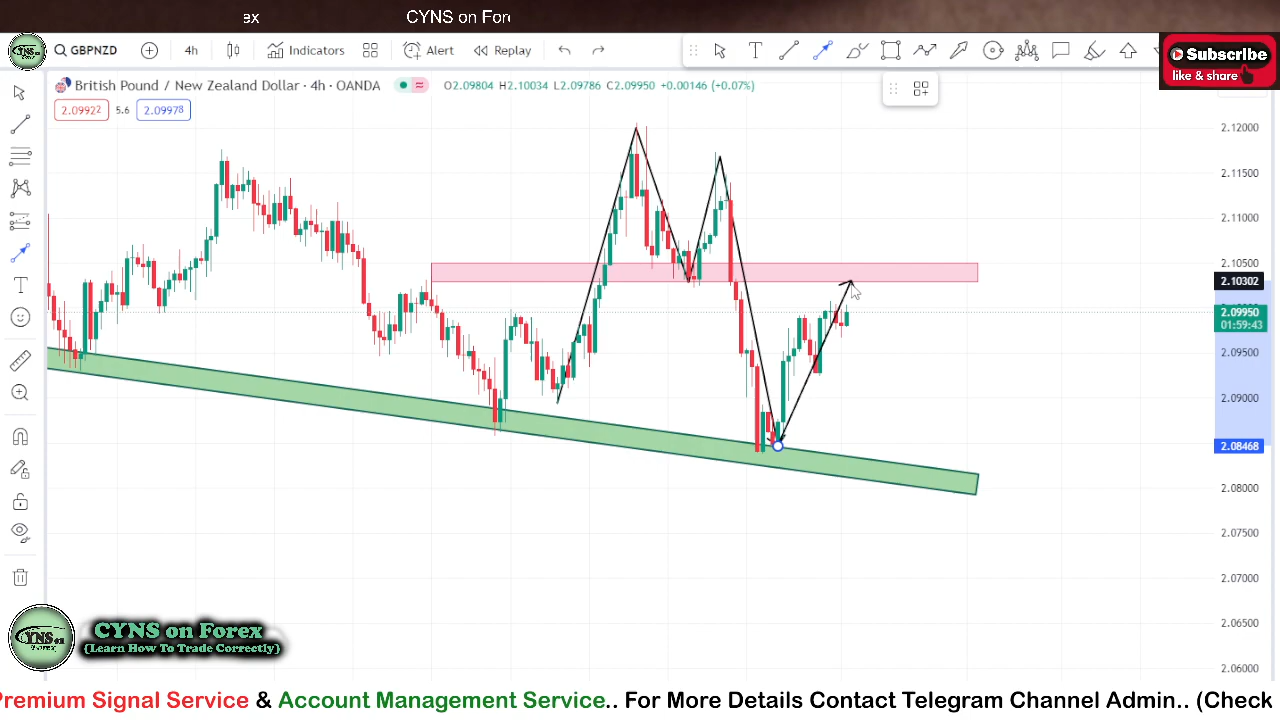 ex CYNS on For
GBPNZD 4h Indicators Alert Replay
Subscribe
like & share
British Pound / New Zealand Dollar · 4h · OANDA O2.09804 H2.10034 L2.09786 C2.09950 +0.00146 (+0.07%)
2.09922 5.6 2.09978
2.12000
2.11500
2.11000
2.10500
2.10302
2.09950
01:59:43
2.09500
2.09000
2.08468
2.08000
2.07500
2.07000
2.06500
2.06000
CYNS on Forex
{Learn How To Trade Correctly}
Premium Signal Service & Account Management Service.. For More Details Contact Telegram Channel Admin.. (Check